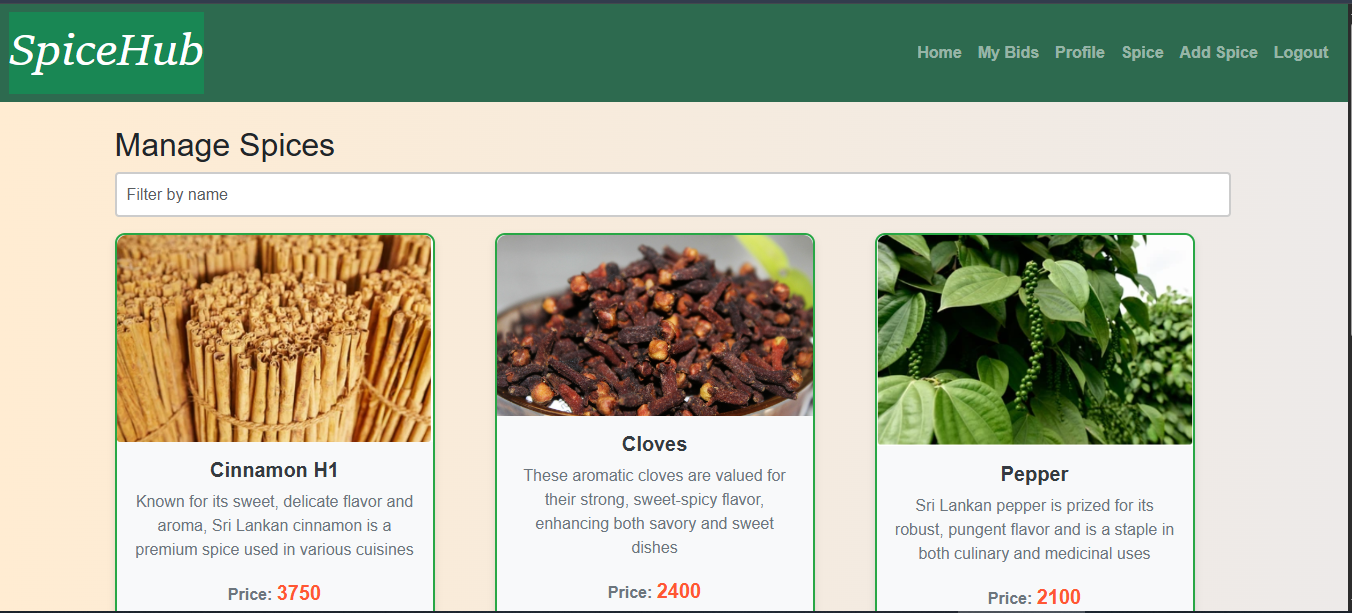 SpiceHub
Home My Bids Profile Spice Add Spice Logout
Manage Spices
Filter by name
Cinnamon H1
Known for its sweet, delicate flavor and
aroma, Sri Lankan cinnamon is a
premium spice used in various cuisines
Price: 3750
Cloves
These aromatic cloves are valued for
their strong, sweet-spicy flavor,
enhancing both savory and sweet
dishes
Price: 2400
Pepper
Sri Lankan pepper is prized for its
robust, pungent flavor and is a staple in
both culinary and medicinal uses
Price: 2100